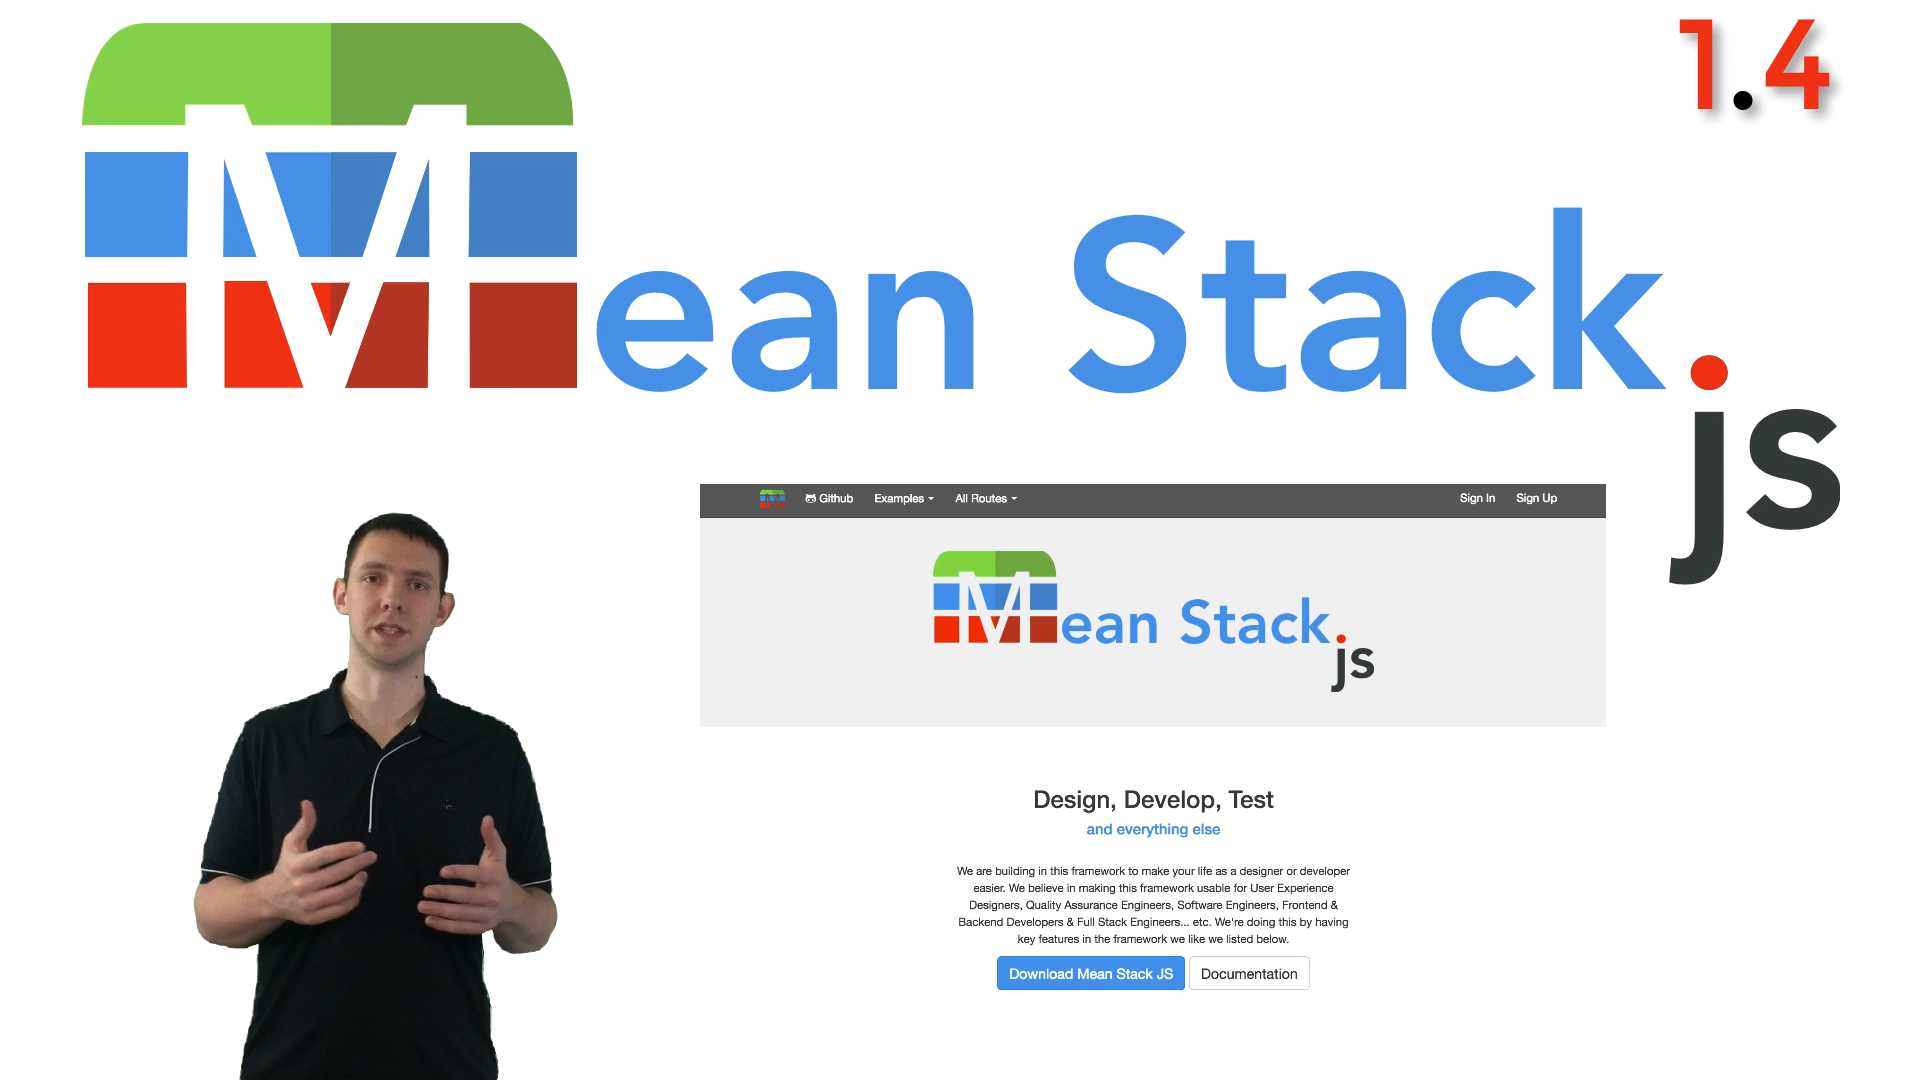 1.4
Mean Stack.js
Github Examples All Routes Sign In Sign Up
Mean Stack.js
Design, Develop, Test
and everything else
We are building in this framework to make your life as a designer or developer
easier. We believe in making this framework usable for User Experience
Designers, Quality Assurance Engineers, Software Engineers, Frontend &
Backend Developers & Full Stack Engineers... etc. We're doing this by having
key features in the framework we like we listed below.
Download Mean Stack JS Documentation